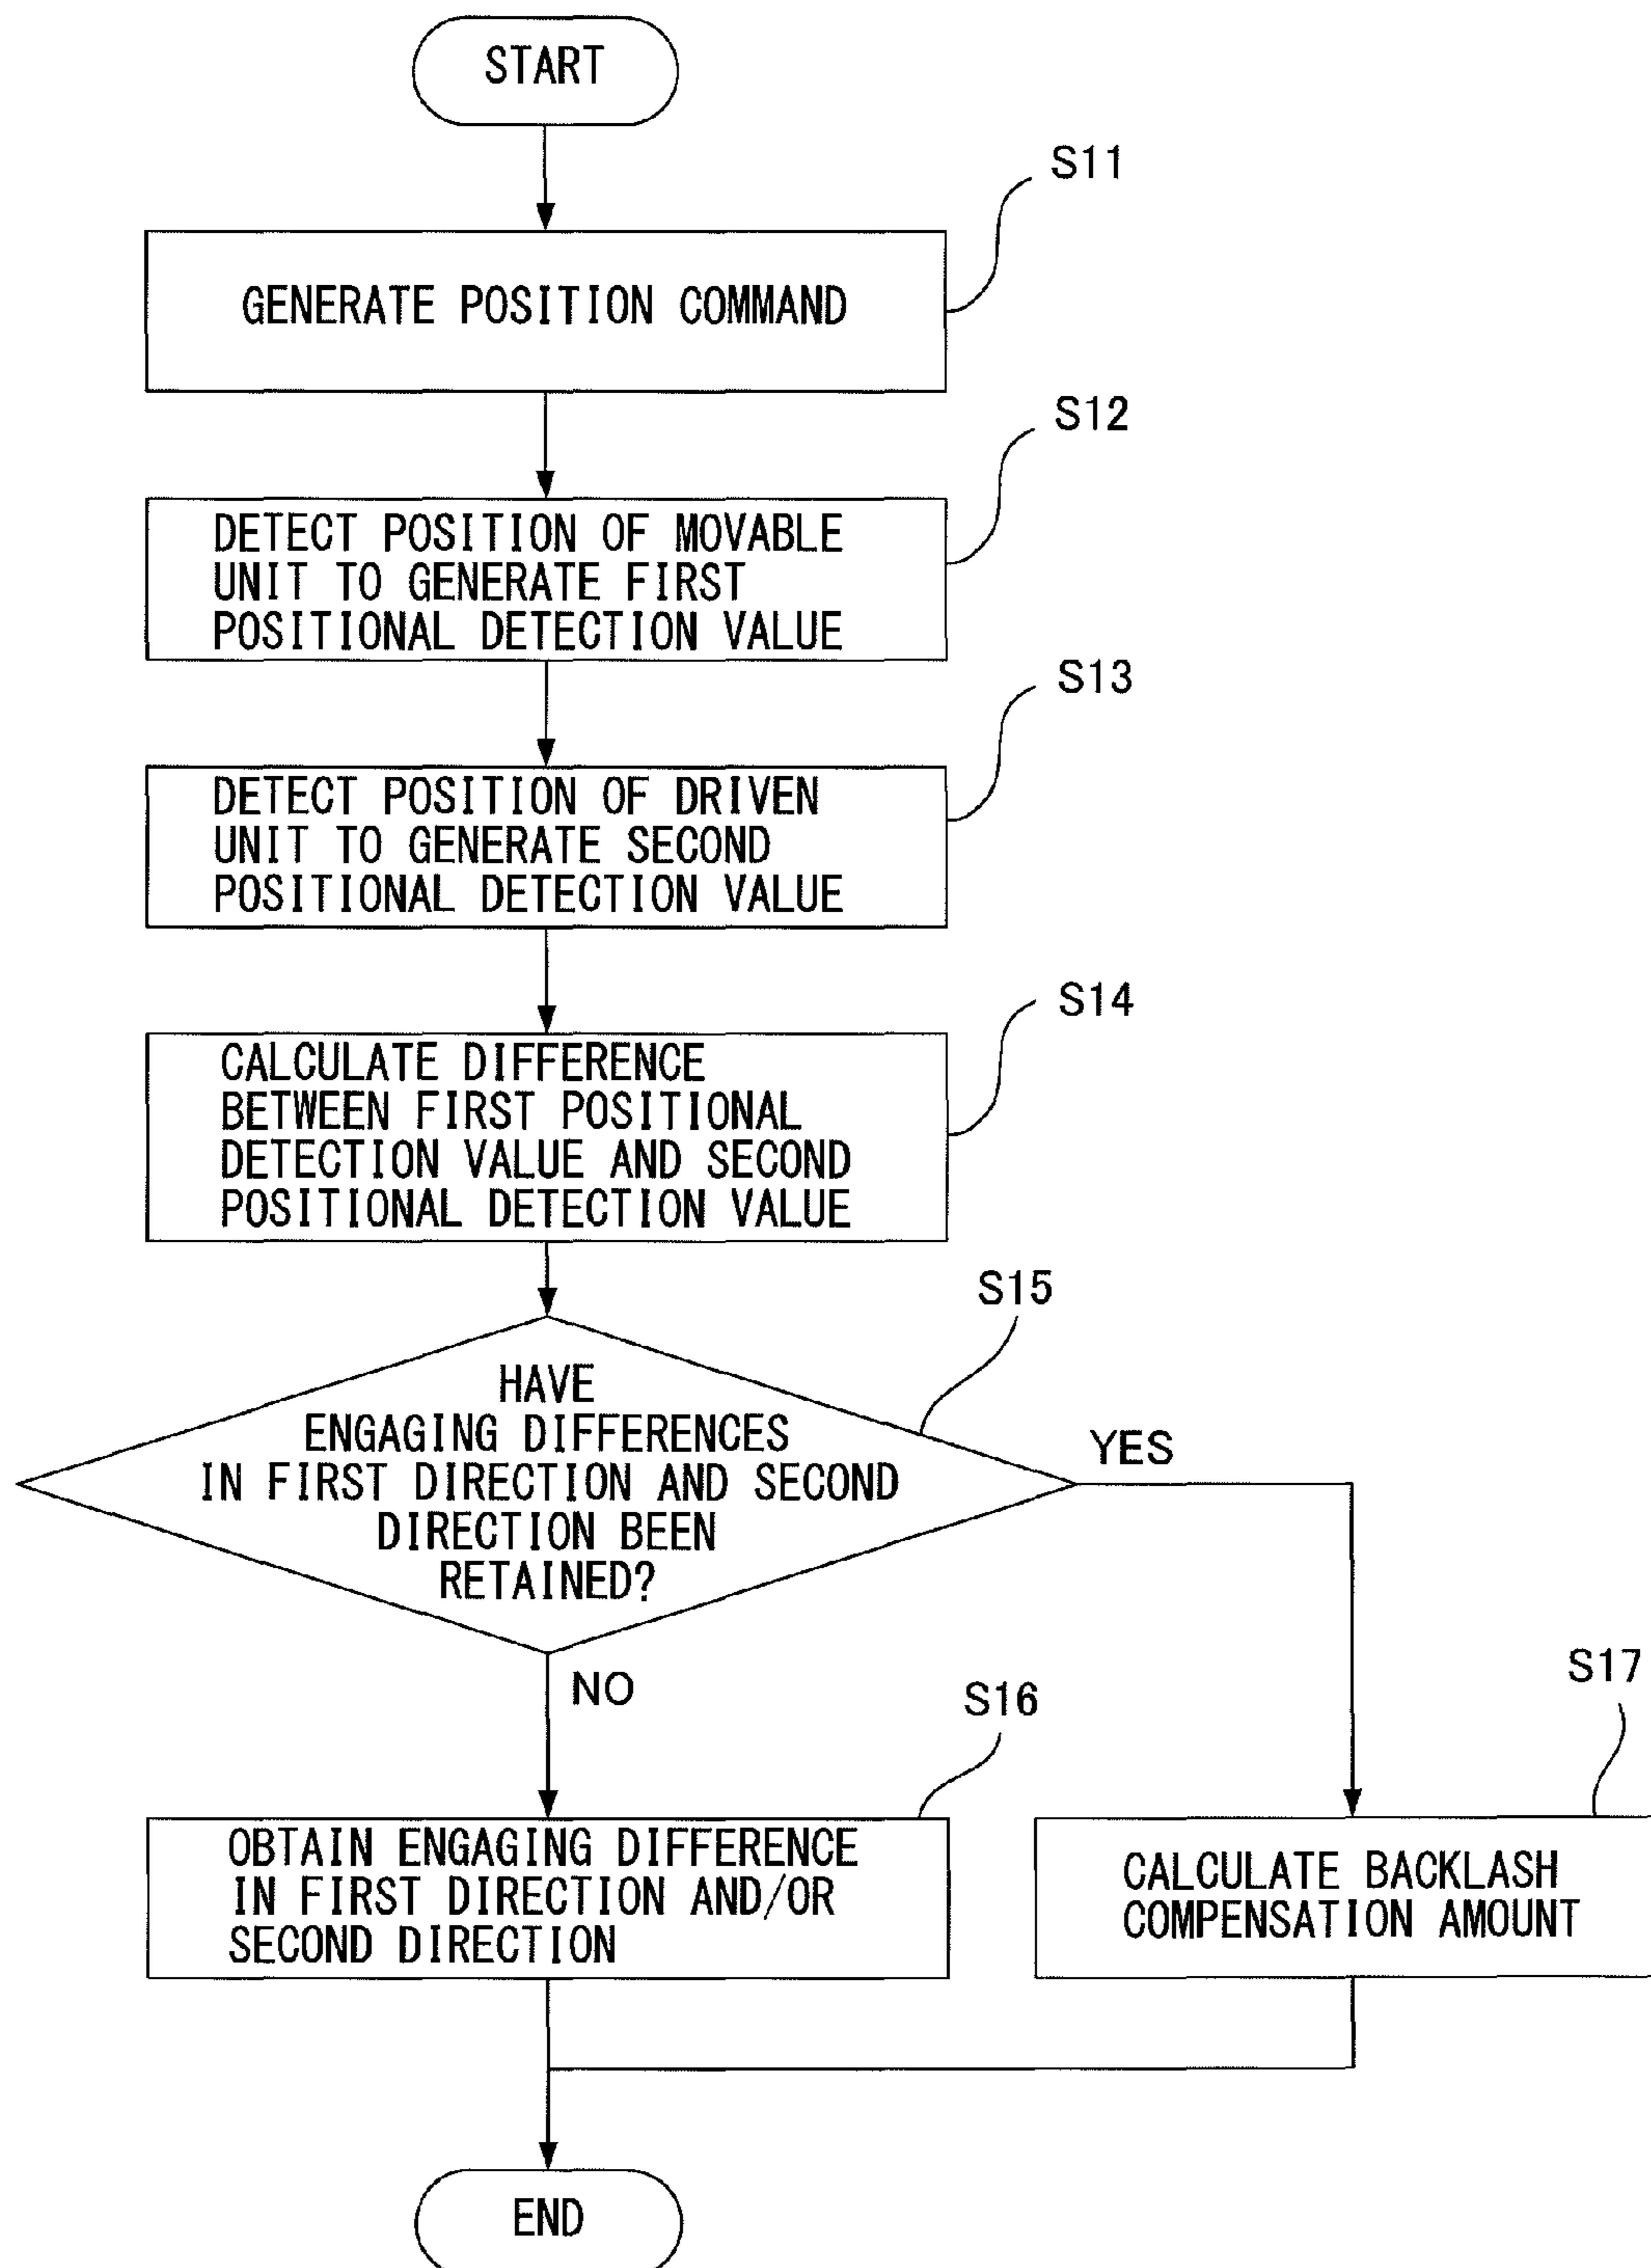 START
S11
GENERATE POSITION COMMAND
S12
DETECT POSITION OF MOVABLE
UNIT TO GENERATE FIRST
POSITIONAL DETECTION VALUE
S13
DETECT POSITION OF DRIVEN
UNIT TO GENERATE SECOND
POSITIONAL DETECTION VALUE
S14
CALCULATE DIFFERENCE
BETWEEN FIRST POSITIONAL
DETECTION VALUE AND SECOND
POSITIONAL DETECTION VALUE
S15
HAVE
ENGAGING DIFFERENCES
IN FIRST DIRECTION AND SECOND
DIRECTION BEEN
RETAINED?
YES
NO
S16
OBTAIN ENGAGING DIFFERENCE
IN FIRST DIRECTION AND/OR
SECOND DIRECTION
S17
CALCULATE BACKLASH
COMPENSATION AMOUNT
END